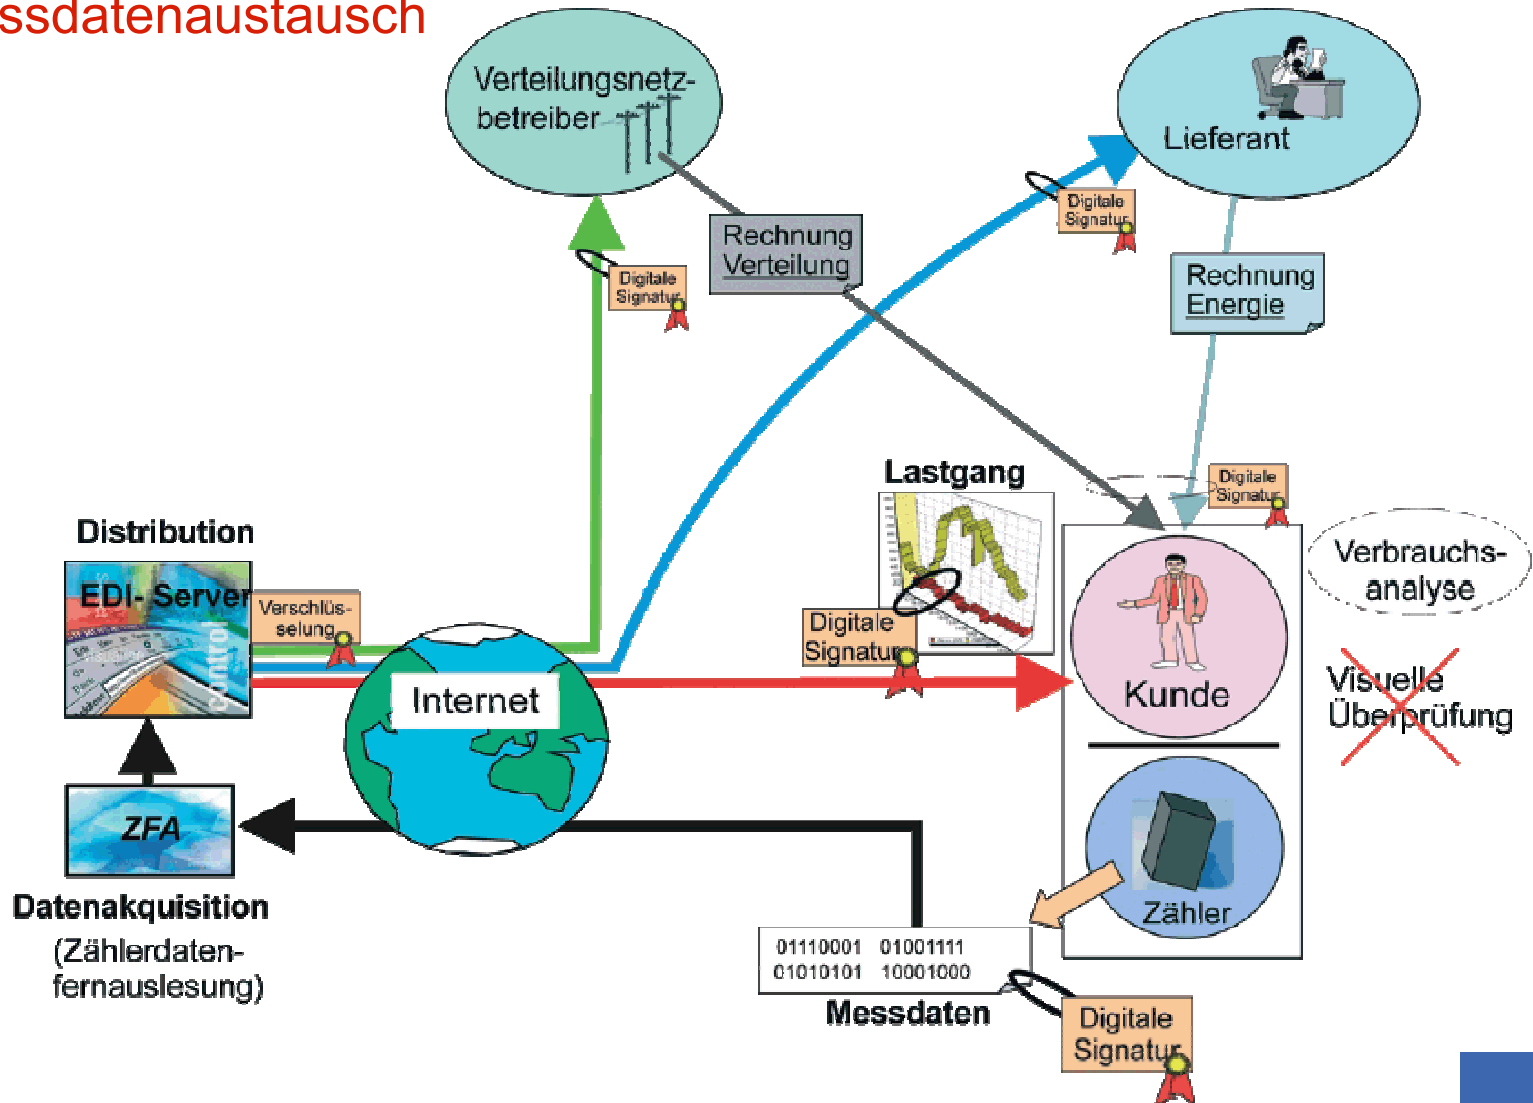 ssdatenaustausch
Verteilungsnetz-
betreiber
Lieferant
Digitale
Signatur
Rechnung
Verteilung
Digitale
Signatur
Rechnung
Energie
Lastgang
Digitale
Signatur
Distribution
EDI- Server
control
Verschlüs-
selung
Digitale
Signatur
Verbrauchs-
analyse
Internet
Kunde
Visuelle
Überprüfung
ZFA
Datenakquisition
(Zählerdaten-
fernauslesung)
Zähler
01110001 01001111
01010101 10001000
Messdaten
Digitale
Signatur